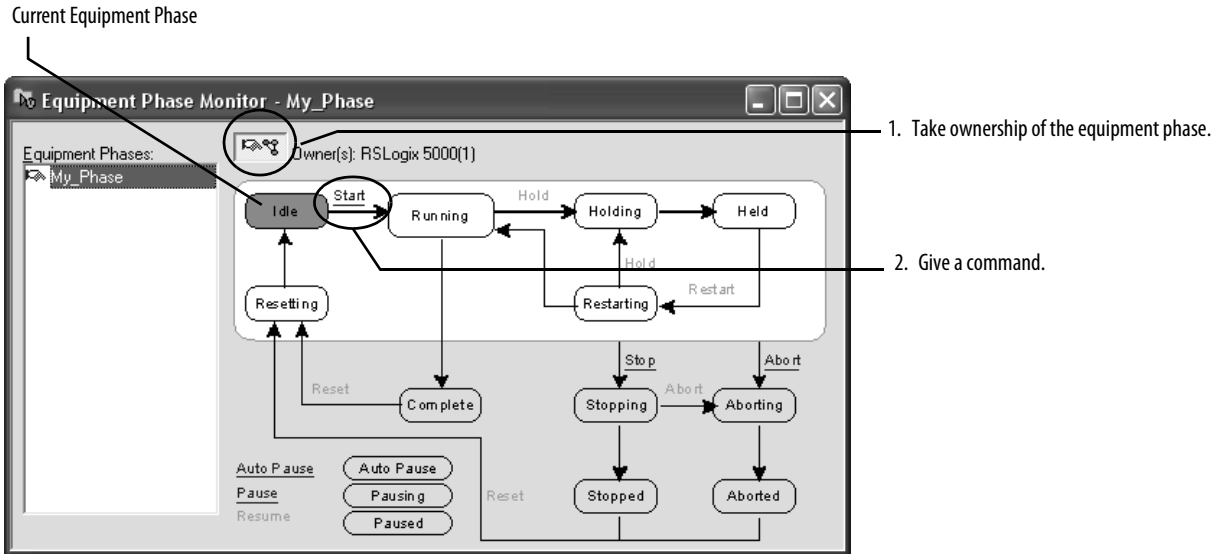 Current Equipment Phase
Equipment Phase Monitor - My_Phase
1. Take ownership of the equipment phase.
Equipment Phases:
Owner(s): RSLogix 5000(1)
My_Phase
Idle
Start
Running
Hold
Holding
Held
2. Give a command.
Hold
Resetting
Restarting
Restart
Stop
Abort
Reset
Complete
Stopping
Abort
Aborting
Auto Pause
Auto Pause
Pause
Pausing
Reset
Stopped
Aborted
Resume
Paused